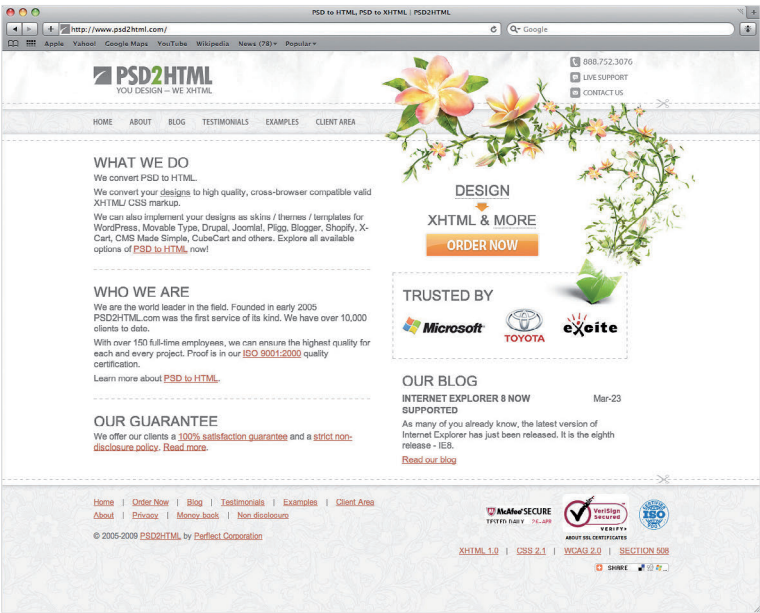 PSD to HTML, PSD to XHTML | PSD2HTML
http://www.psd2html.com/
Google
Apple Yahoo! Google Maps YouTube Wikipedia News (78) Popular
PSD2HTML
YOU DESIGN – WE XHTML
888.752.3076
LIVE SUPPORT
CONTACT US
HOME ABOUT BLOG TESTIMONIALS EXAMPLES CLIENT AREA
WHAT WE DO
We convert PSD to HTML.
We convert your designs to high quality, cross-browser compatible valid
XHTML/ CSS markup.
We can also implement your designs as skins / themes / templates for
WordPress, Movable Type, Drupal, Joomla!, Pligg, Blogger, Shopify, X-
Cart, CMS Made Simple, CubeCart and others. Explore all available
options of PSD to HTML now!
DESIGN
XHTML & MORE
ORDER NOW
WHO WE ARE
We are the world leader in the field. Founded in early 2005
PSD2HTML.com was the first service of its kind. We have over 10,000
clients to date.
With over 150 full-time employees, we can ensure the highest quality for
each and every project. Proof is in our ISO 9001:2000 quality
certification.
Learn more about PSD to HTML.
TRUSTED BY
Microsoft
TOYOTA
excite
OUR GUARANTEE
We offer our clients a 100% satisfaction guarantee and a strict non-
disclosure policy. Read more.
OUR BLOG
INTERNET EXPLORER 8 NOW SUPPORTED Mar-23
As many of you already know, the latest version of
Internet Explorer has just been released. It is the eighth
release - IE8.
Read our blog
Home | Order Now | Blog | Testimonials | Examples | Client Area
About | Privacy | Money back | Non disclosure
© 2005-2009 PSD2HTML by Perflect Corporation
McAfee SECURE
TESTED DAILY 26-APR
VeriSign
Secured
VERIFY
ABOUT SSL CERTIFICATES
ISO
XHTML 1.0 | CSS 2.1 | WCAG 2.0 | SECTION 508
SHARE